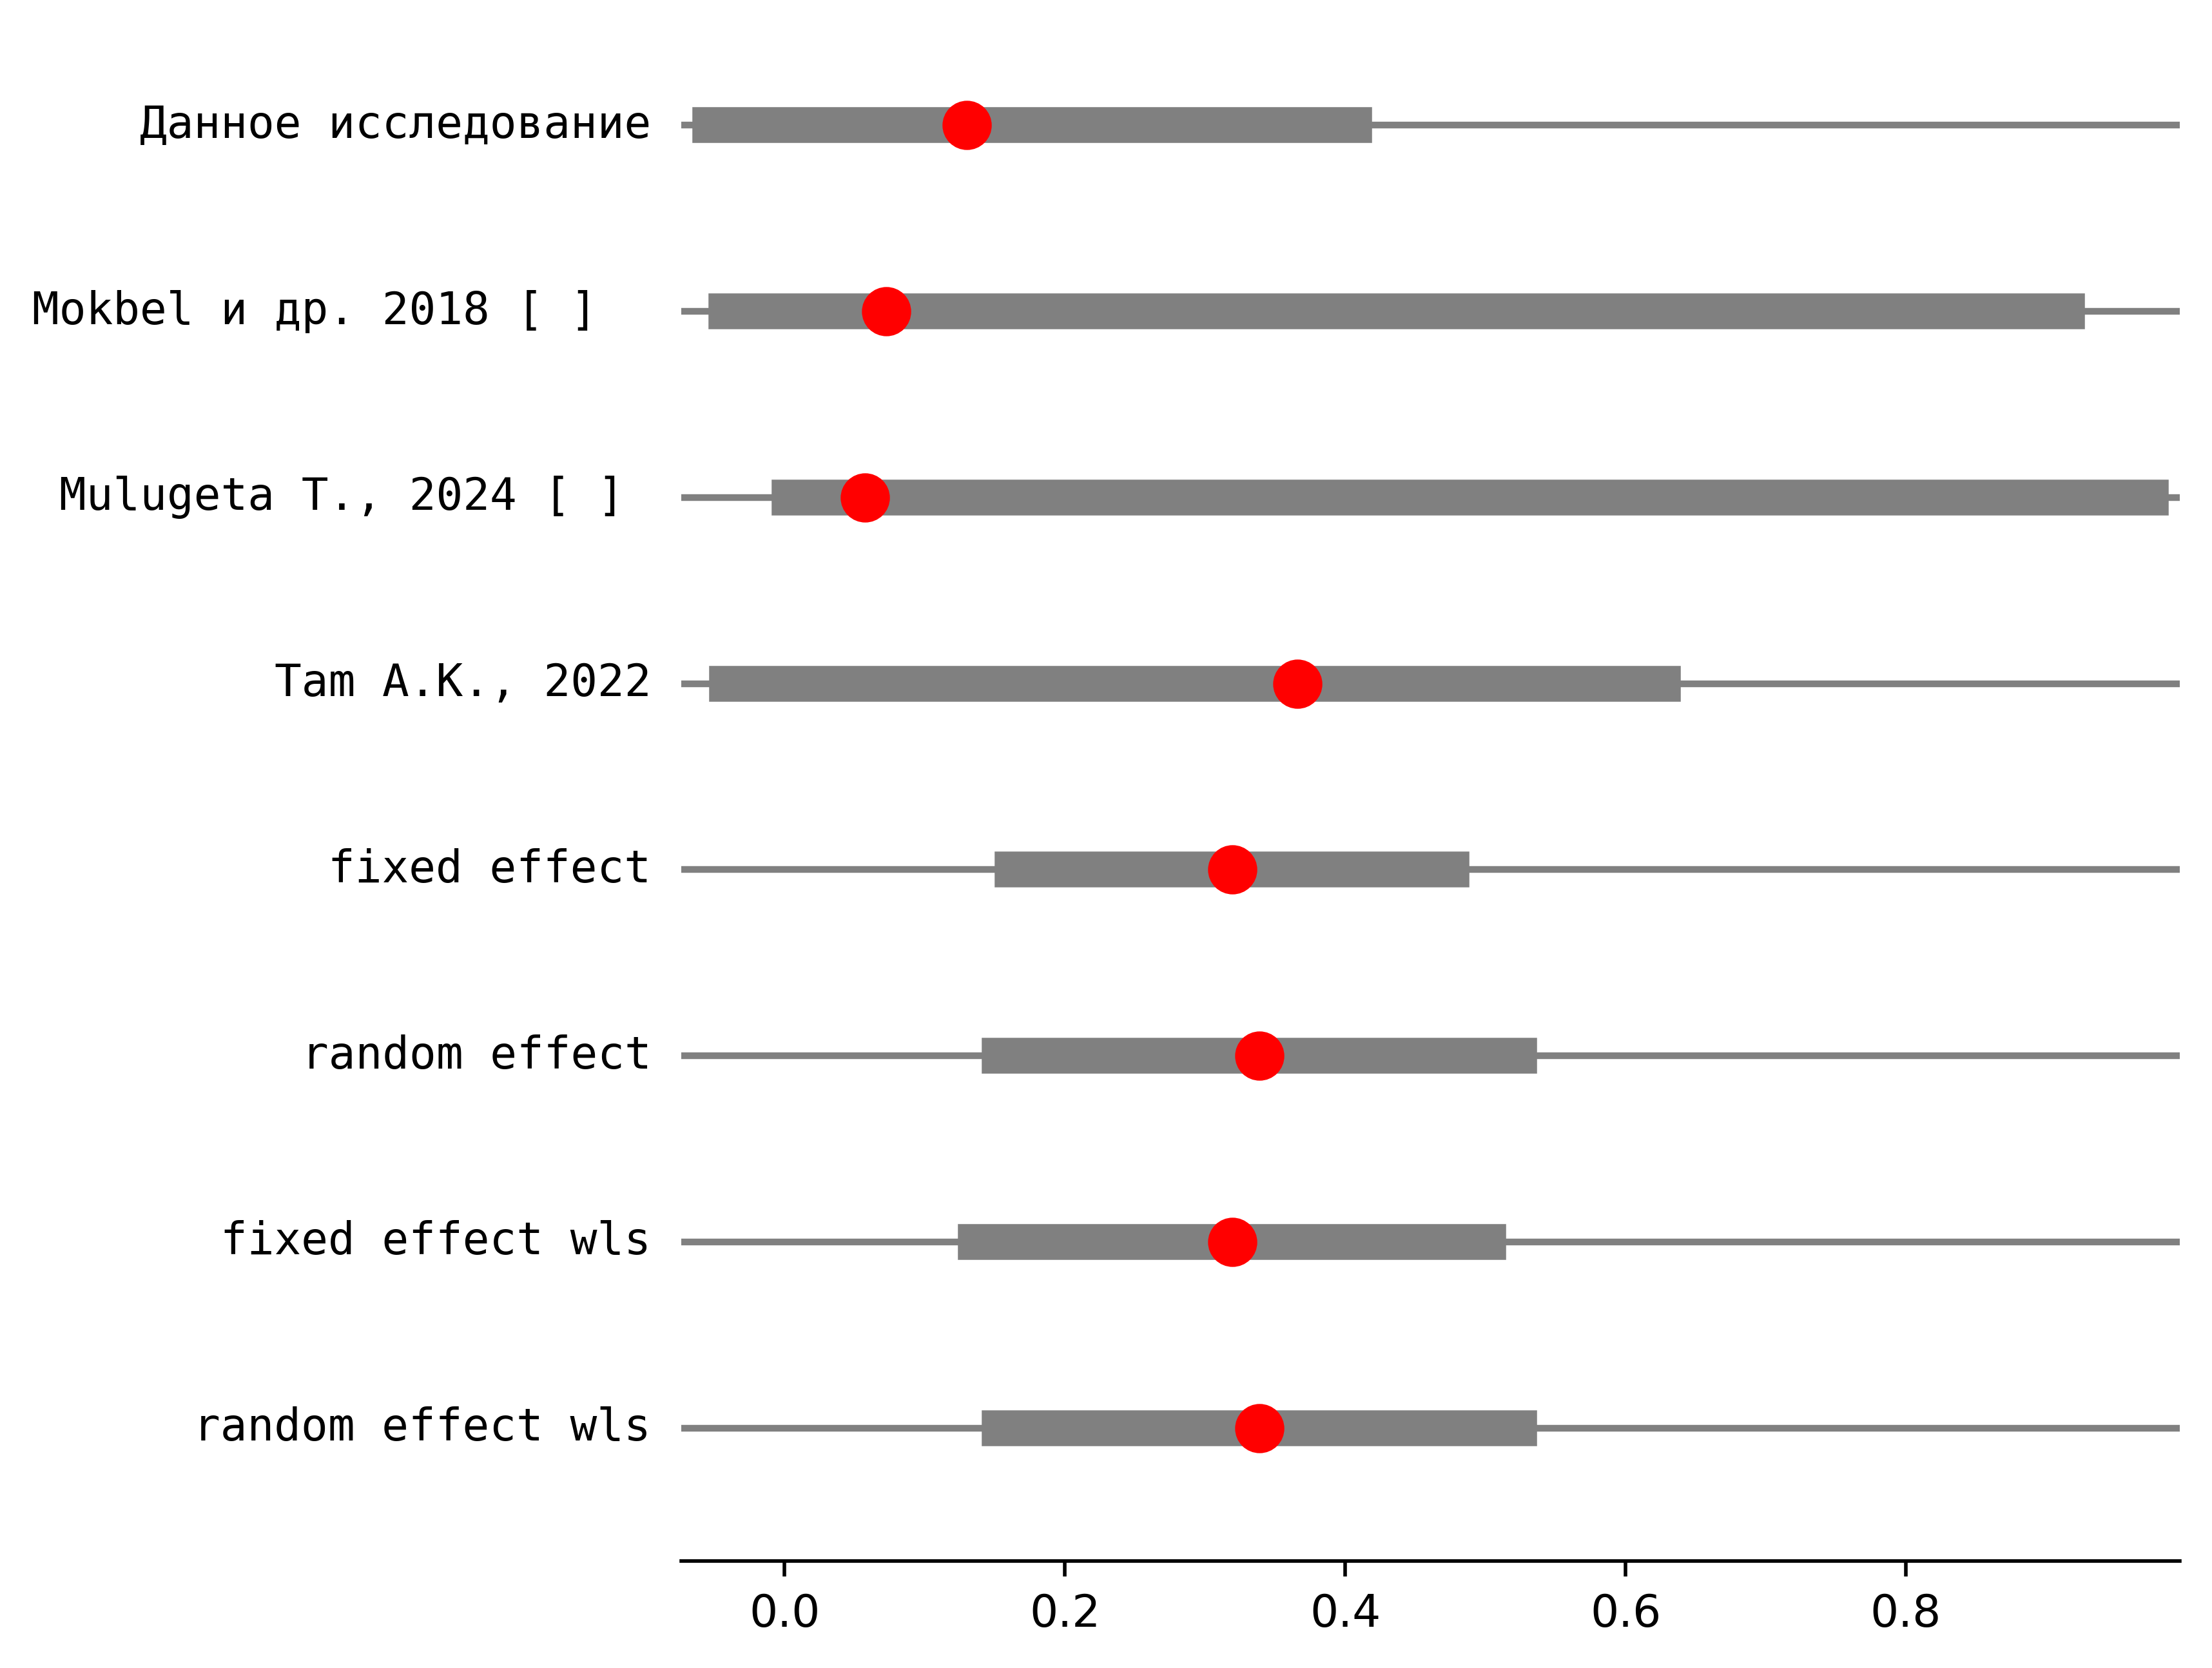 Данное исследование
Mokbel и др. 2018 [ ]
Mulugeta T., 2024 [ ]
Tam A.K., 2022
fixed effect
random effect
fixed effect wls
random effect wls
0.0 0.2 0.4 0.6 0.8